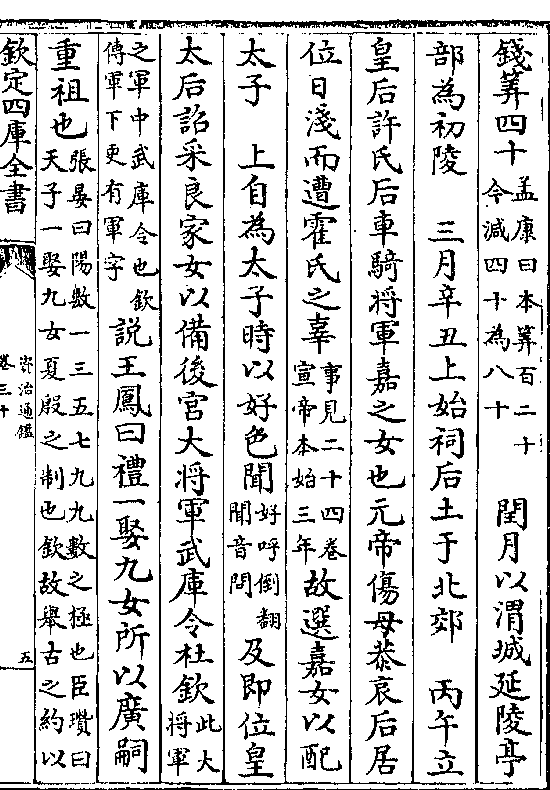 錢算四十孟康曰本算百二十今減四十為八十　閏月以渭城延陵亭
部為初陵　三月辛丑上始祠后土于北郊　丙午立
皇后許氏后車騎將軍嘉之女也元帝傷母恭哀后居
位日淺而遭霍氏之辜事見二十四卷宣帝本始三年故選嘉女以配
太子　上自為太子時以好色聞好呼倒翻聞音問及即位皇
太后詔采良家女以備後宮大將軍武庫令杜欽此大將軍
之軍中武庫令也欽傳軍下更有軍字說王鳳曰禮一娶九女所以廣嗣
重祖也張晏曰陽數一三五七九九數之極也臣瓚曰天子一娶九女夏殷之制也欽故舉古之約以
欽定四庫全書
資治通鑑
卷三十
五